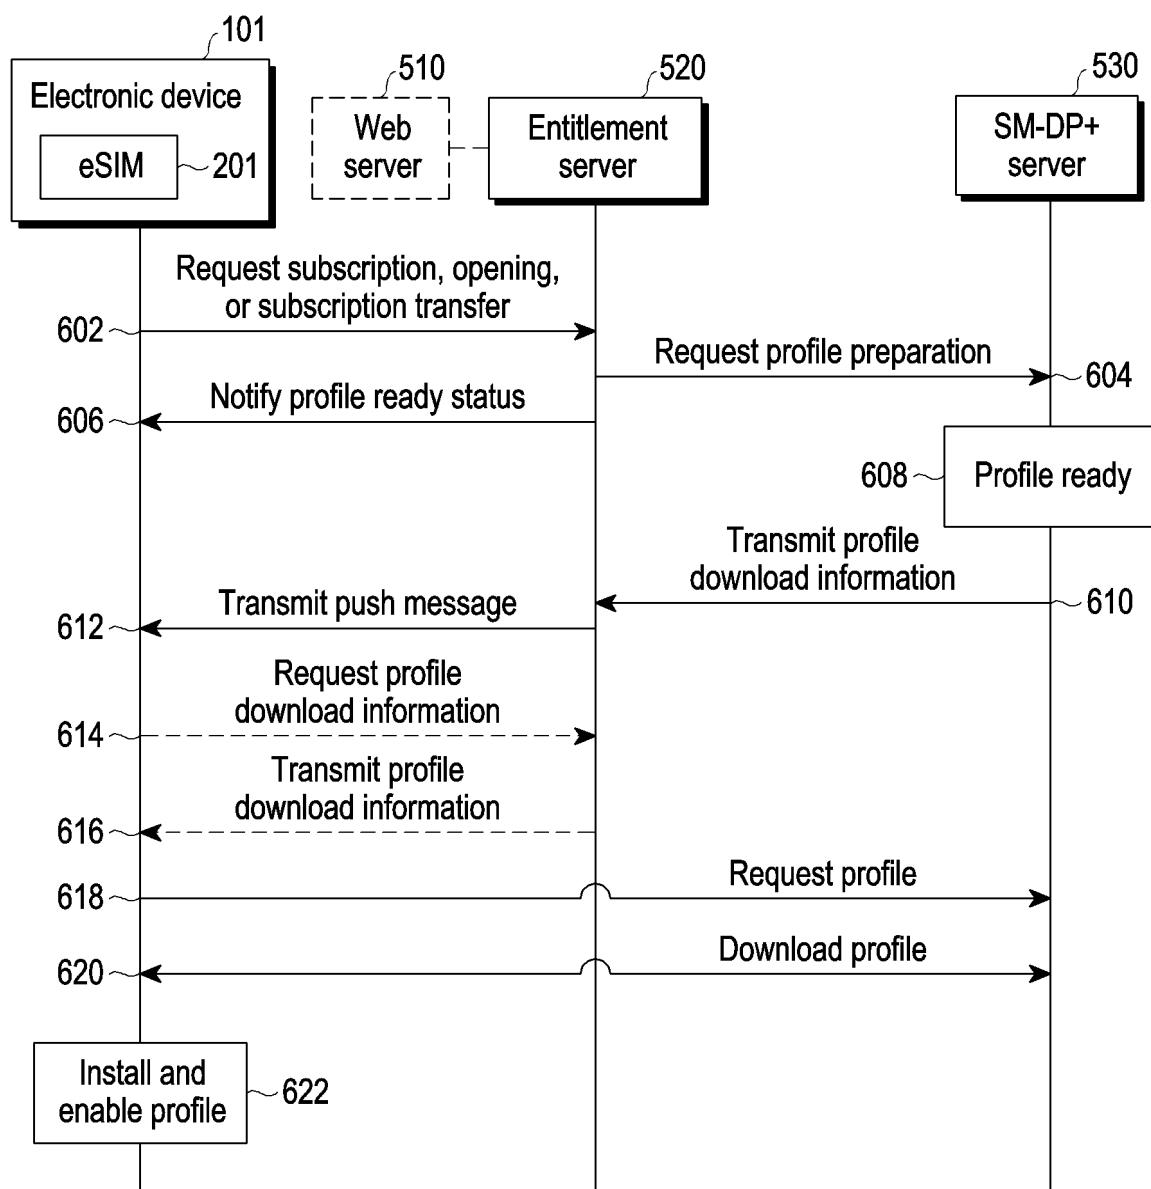 101
510
520
530
Electronic device
eSIM
201
Web
server
Entitlement
server
SM-DP+
server
Request subscription, opening,
or subscription transfer
602
Request profile preparation
604
Notify profile ready status
606
608
Profile ready
Transmit profile
download information
610
Transmit push message
612
Request profile
download information
614
Transmit profile
download information
616
Request profile
618
Download profile
620
Install and
enable profile
622